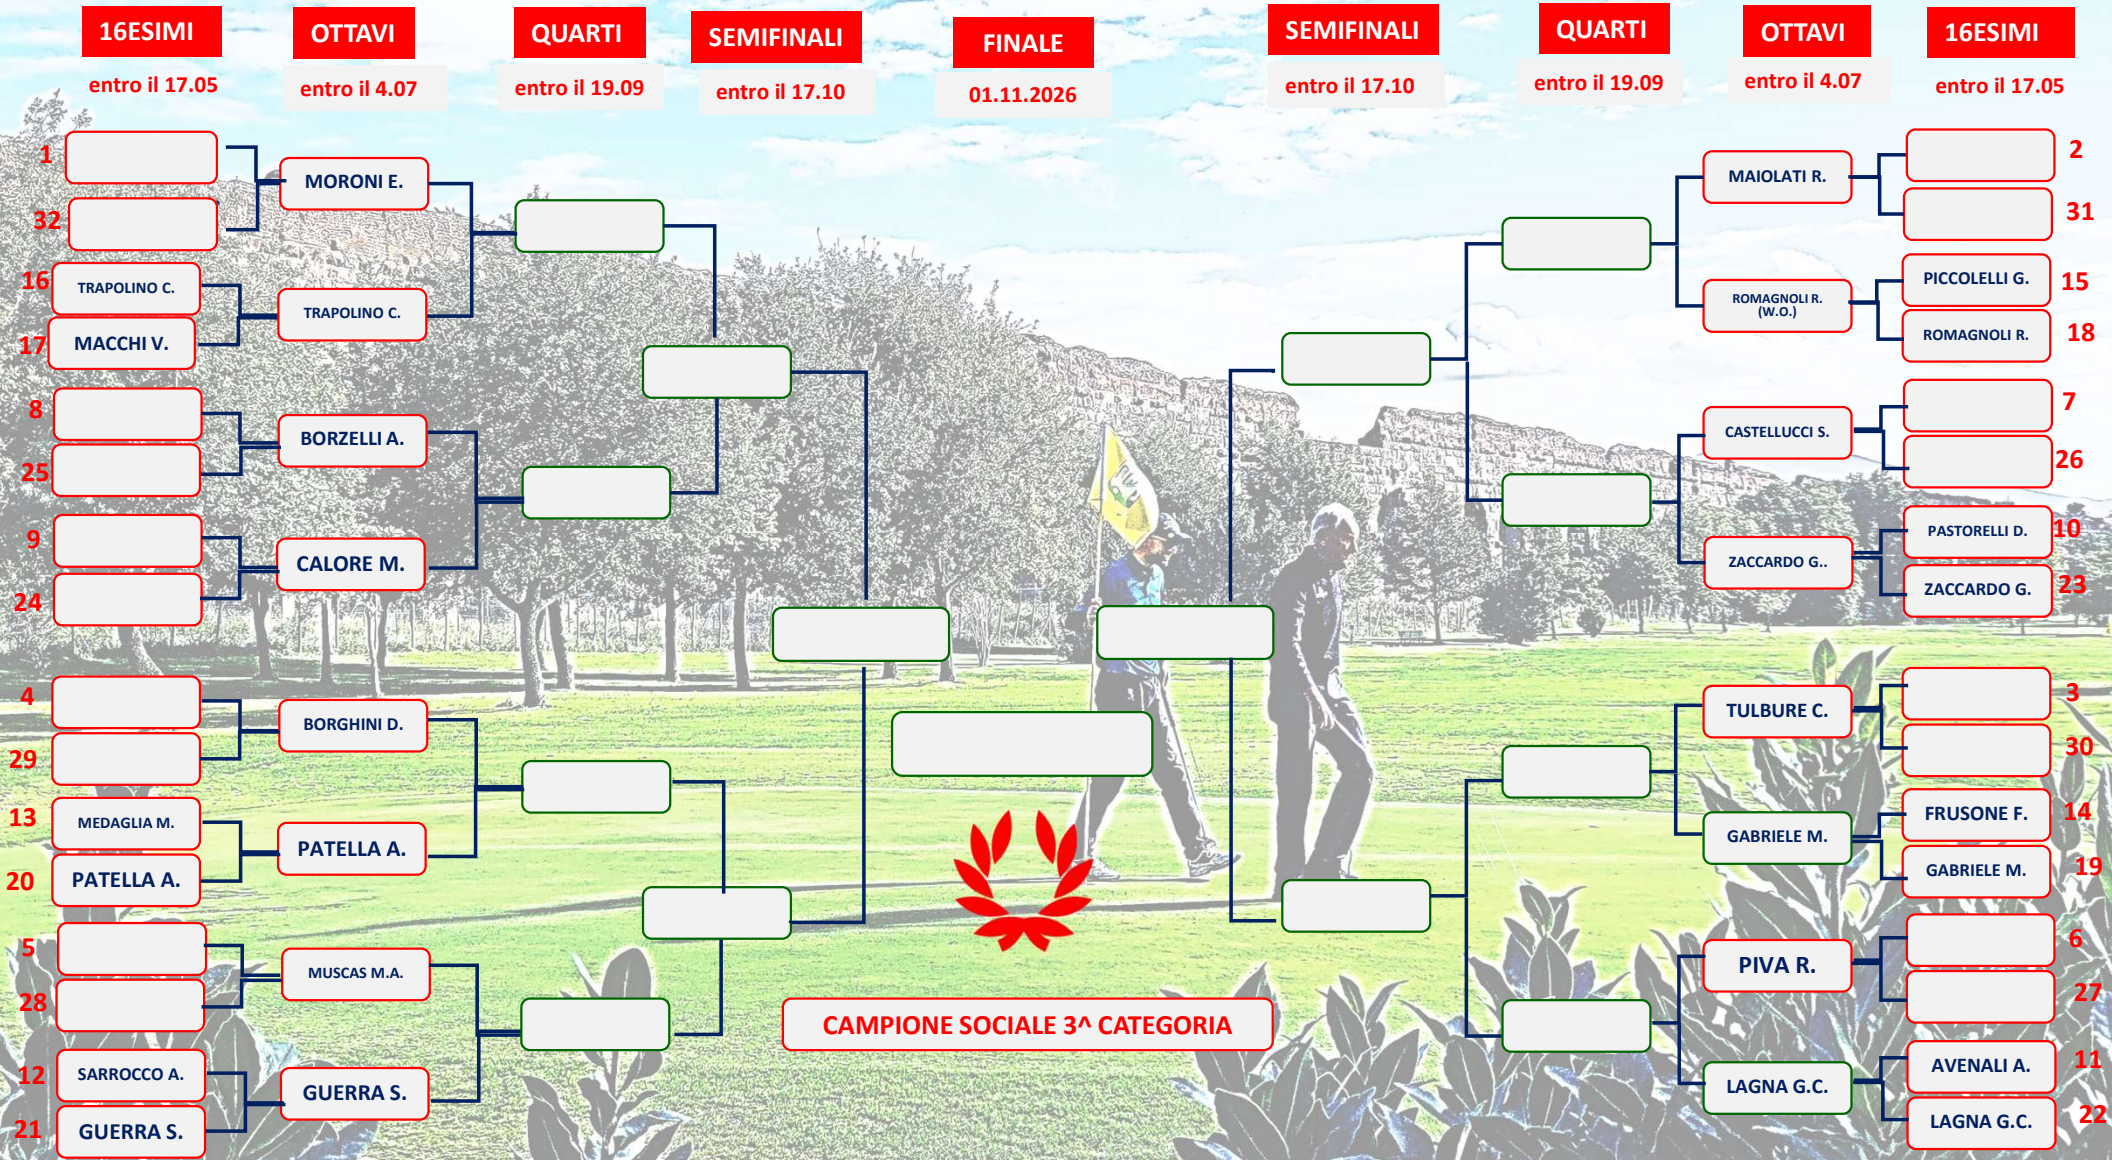 16ESIMI
OTTAVI
QUARTI
SEMIFINALI
FINALE
SEMIFINALI
QUARTI
OTTAVI
16ESIMI
entro il 17.05
entro il 4.07
entro il 19.09
entro il 17.10
01.11.2026
entro il 17.10
entro il 19.09
entro il 4.07
entro il 17.05
1
32
16
TRAPOLINO C.
17
MACCHI V.
8
25
9
24
4
29
13
MEDAGLIA M.
20
PATELLA A.
5
28
12
SARROCCO A.
21
GUERRA S.
MORONI E.
TRAPOLINO C.
BORZELLI A.
CALORE M.
BORGHINI D.
PATELLA A.
MUSCAS M.A.
GUERRA S.
CAMPIONE SOCIALE 3^ CATEGORIA
MAIOLATI R.
ROMAGNOLI R.
(W.O.)
CASTELLUCCI S.
ZACCARDO G..
TULBURE C.
GABRIELE M.
PIVA R.
LAGNA G.C.
2
31
PICCOLELLI G.
15
ROMAGNOLI R.
18
7
26
PASTORELLI D.
10
ZACCARDO G.
23
3
30
FRUSONE F.
14
GABRIELE M.
19
6
27
AVENALI A.
11
LAGNA G.C.
22